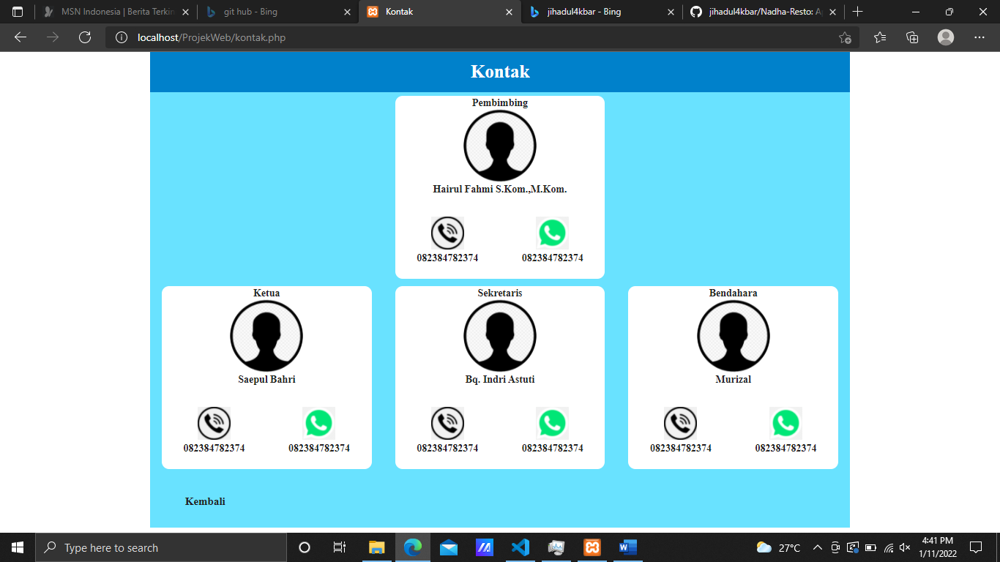 MSN Indonesia | Berita Terkin
git hub - Bing
Kontak
jihadul4kbar - Bing
jihadul4kbar/Nadha-Resto: A
localhost/ProjekWeb/kontak.php
Kontak
Pembimbing
Hairul Fahmi S.Kom.,M.Kom.
082384782374 082384782374
Ketua
Saepul Bahri
082384782374 082384782374
Sekretaris
Bq. Indri Astuti
082384782374 082384782374
Bendahara
Murizal
082384782374 082384782374
Kembali
Type here to search
27°C
4:41 PM
1/11/2022